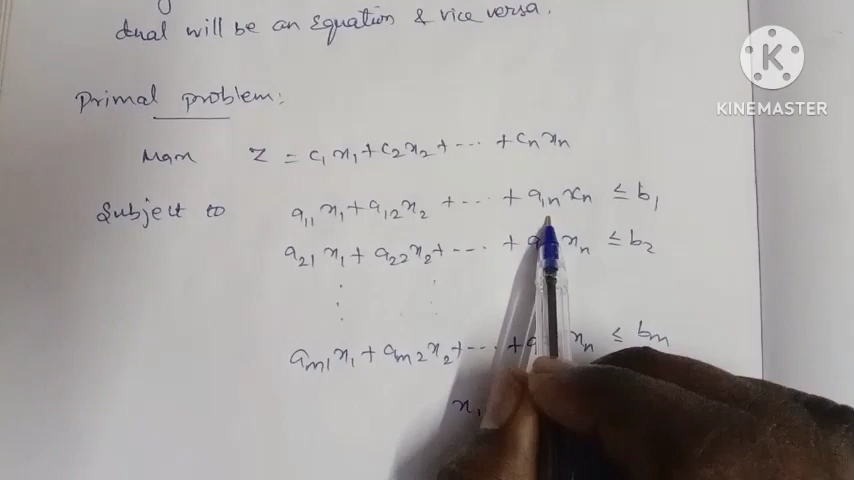 dual will be an Equation & vice versa.
Primal problem:
Max Z = c₁x₁ + c₂x₂ + ... + cₙxₙ
Subject to a₁₁x₁ + a₁₂x₂ + ... + a₁ₙxₙ ≤ b₁
a₂₁x₁ + a₂₂x₂ + ... + a xₙ ≤ b₂
aₘ₁x₁ + aₘ₂x₂ + ... + a xₙ ≤ bₘ
x₁
K
KINEMASTER